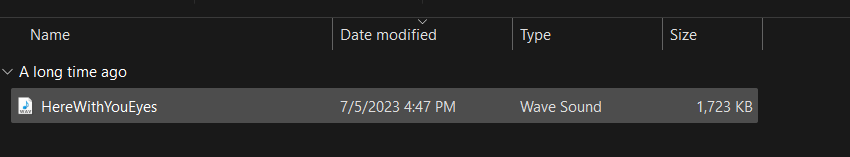 Name Date modified Type Size
A long time ago
HereWithYouEyes 7/5/2023 4:47 PM Wave Sound 1,723 KB